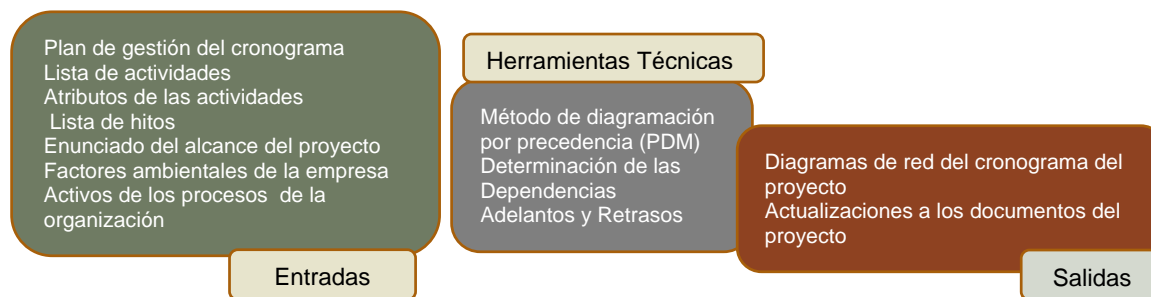 Plan de gestión del cronograma
Lista de actividades
Atributos de las actividades
Lista de hitos
Enunciado del alcance del proyecto
Factores ambientales de la empresa
Activos de los procesos de la
organización
Entradas
Herramientas Técnicas
Método de diagramación
por precedencia (PDM)
Determinación de las
Dependencias
Adelantos y Retrasos
Diagramas de red del cronograma del
proyecto
Actualizaciones a los documentos del
proyecto
Salidas